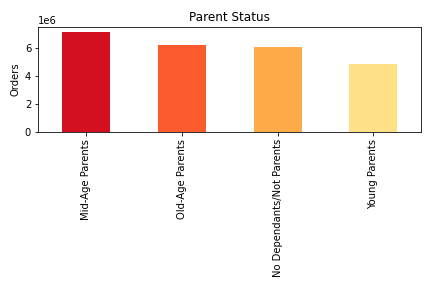 Parent Status
1e6
6
4
2
0
Orders
Mid-Age Parents
Old-Age Parents
No Dependants/Not Parents
Young Parents